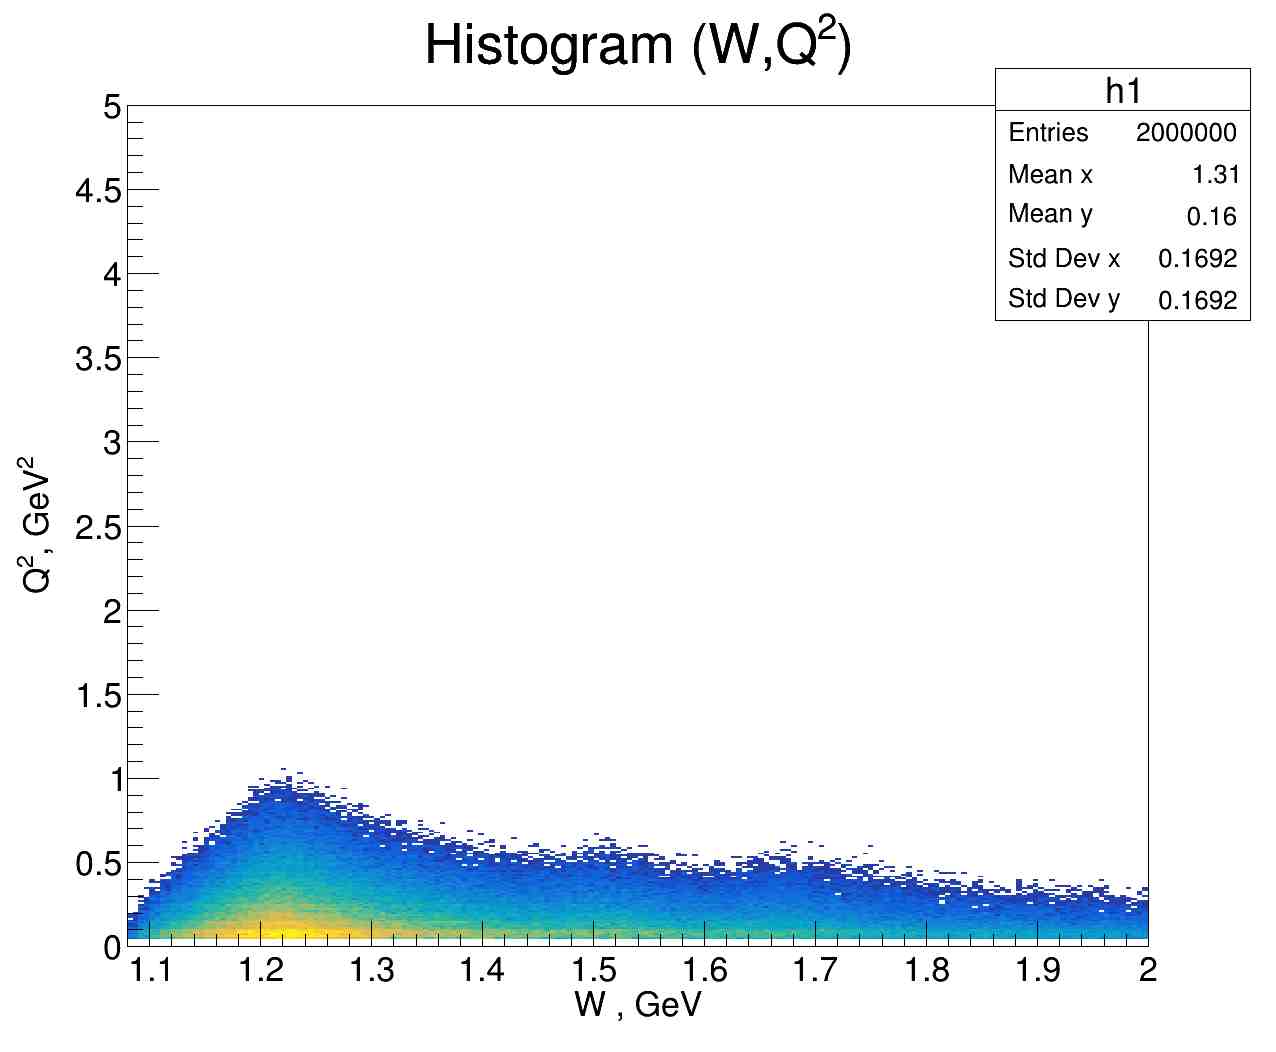 Histogram (W,Q²)
h1
Entries 2000000
Mean x 1.31
Mean y 0.16
Std Dev x 0.1692
Std Dev y 0.1692
5
4.5
4
3.5
3
2.5
2
1.5
1
0.5
0
Q², GeV²
1.1 1.2 1.3 1.4 1.5 1.6 1.7 1.8 1.9 2
W , GeV